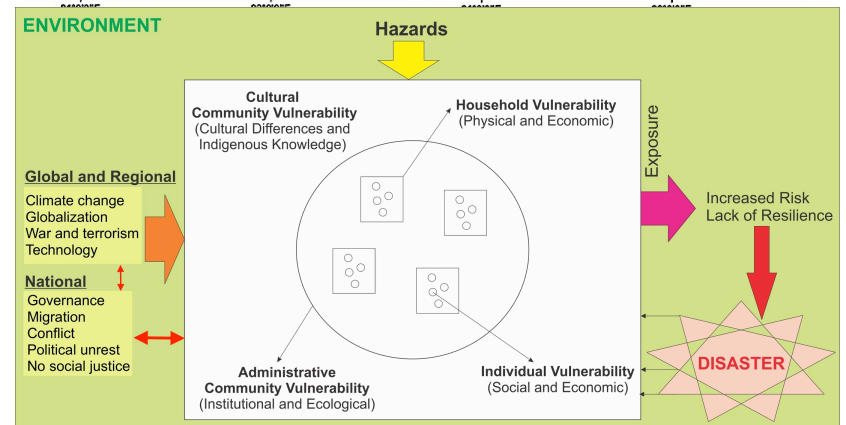 ENVIRONMENT
Hazards
Cultural
Community Vulnerability
(Cultural Differences and
Indigenous Knowledge)
Household Vulnerability
(Physical and Economic)
Exposure
Global and Regional
Climate change
Globalization
War and terrorism
Technology
Increased Risk
Lack of Resilience
National
Governance
Migration
Conflict
Political unrest
No social justice
Administrative
Community Vulnerability
(Institutional and Ecological)
Individual Vulnerability
(Social and Economic)
DISASTER